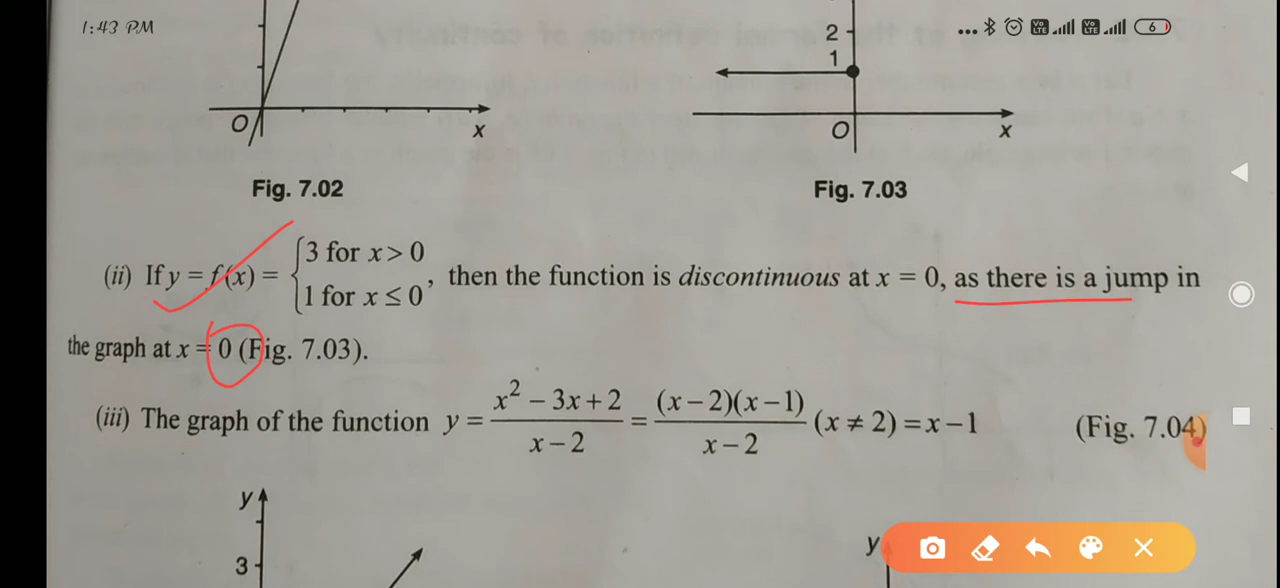 1:43 PM
6
2
1
O
x
O
x
Fig. 7.02
Fig. 7.03
(ii) If y = f(x) = {3 for x > 0
1 for x ≤ 0, then the function is discontinuous at x = 0, as there is a jump in
the graph at x = 0 (Fig. 7.03).
(iii) The graph of the function y = x² – 3x + 2 / x – 2 = (x – 2)(x – 1) / x – 2 (x ≠ 2) = x – 1 (Fig. 7.04)
y
3
y